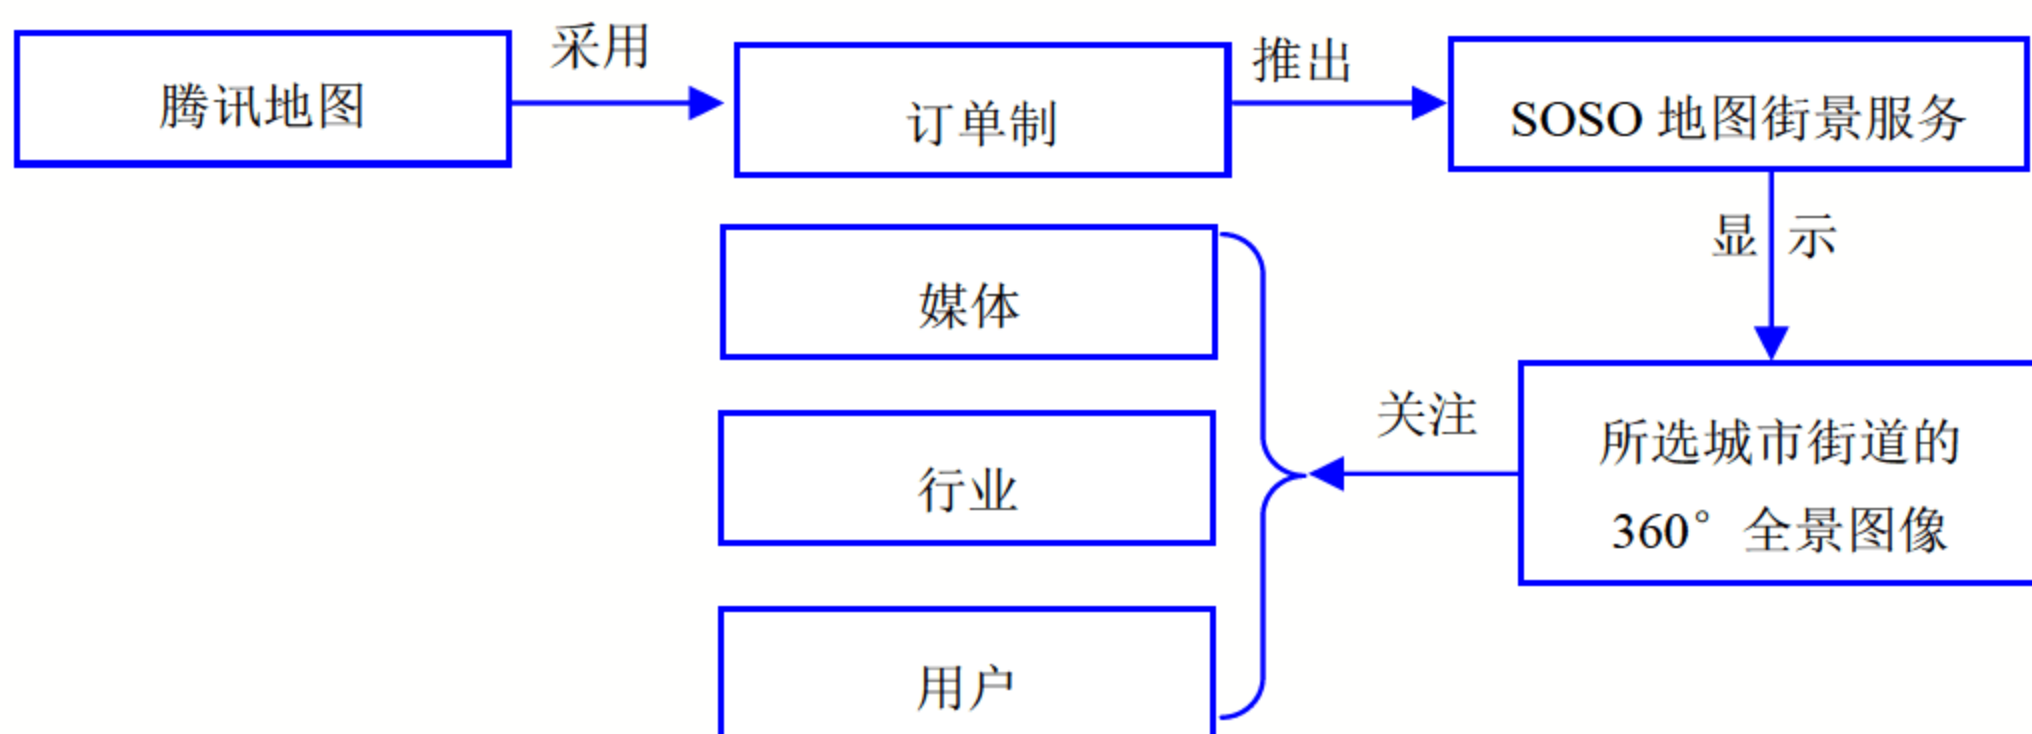 腾讯地图
采用
订单制
推出
SOSO 地图街景服务
显示
所选城市街道的
360°全景图像
关注
媒体
行业
用户